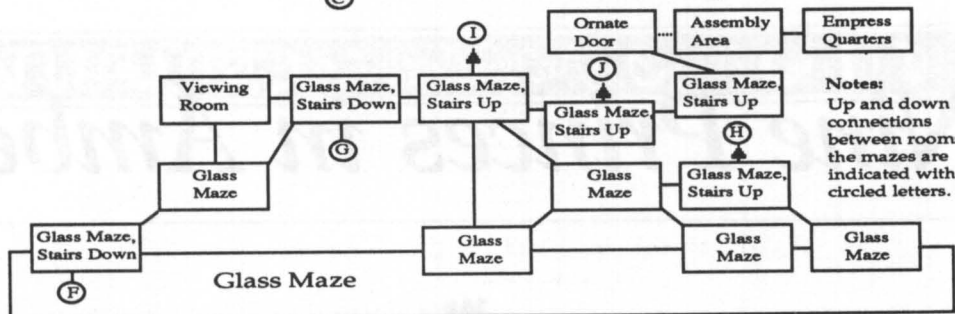 C
I
Ornate
Door
Assembly
Area
Empress
Quarters
J
Viewing
Room
Glass Maze,
Stairs Down
Glass Maze,
Stairs Up
Glass Maze,
Stairs Up
Glass Maze,
Stairs Up
Notes:
Up and down
connections
between room
the mazes are
indicated with
circled letters.
G
H
Glass
Maze
Glass
Maze
Glass Maze,
Stairs Up
Glass Maze,
Stairs Down
Glass
Maze
Glass
Maze
Glass
Maze
F
Glass Maze